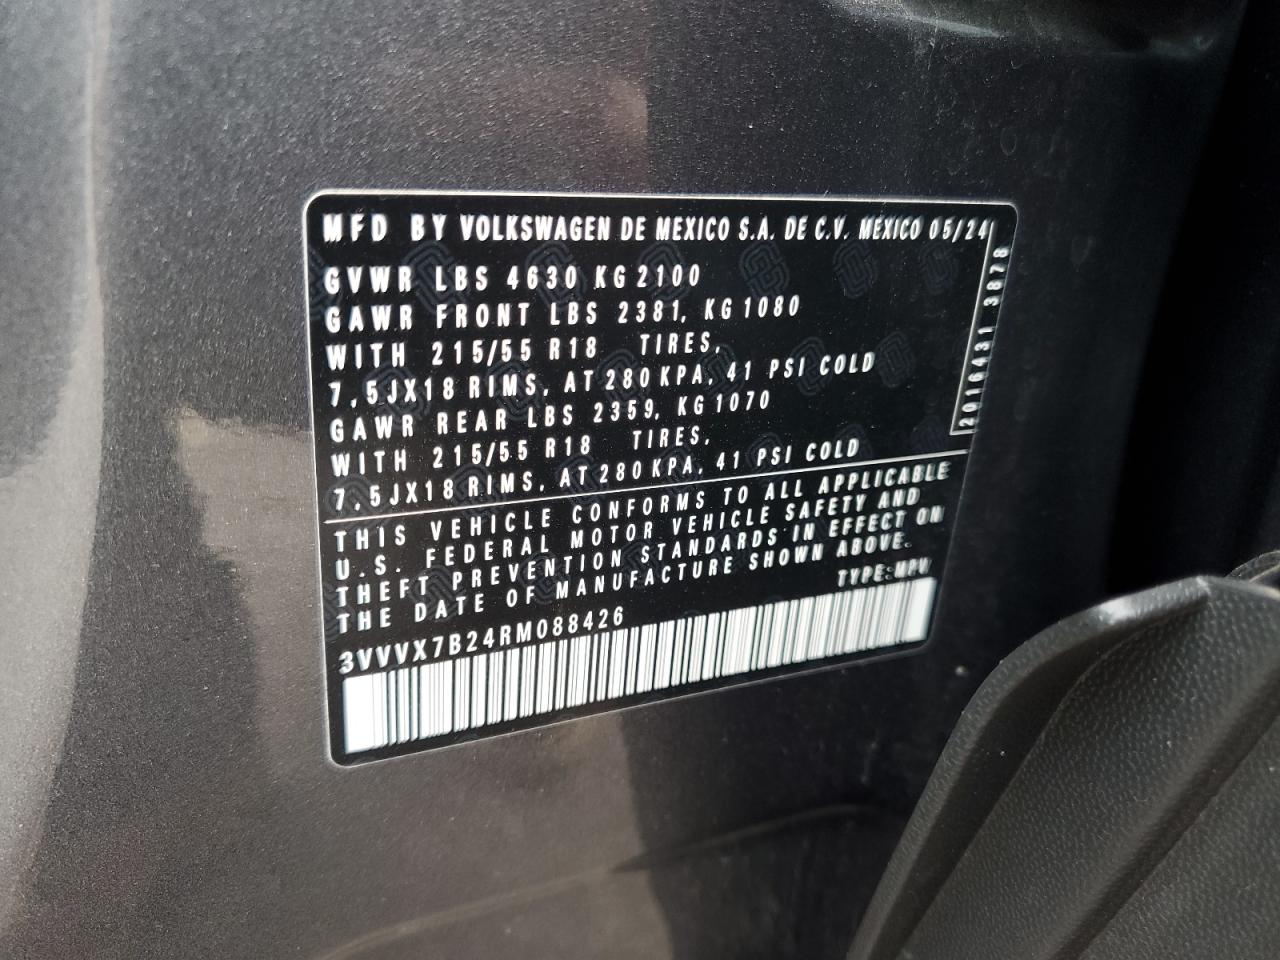 MFD BY VOLKSWAGEN DE MEXICO S.A. DE C.V. MEXICO 05/24
GVWR LBS 4630 KG 2100
GAWR FRONT LBS 2381, KG 1080
WITH 215/55 R18 TIRES,
7,5JX18 RIMS, AT 280 KPA, 41 PSI COLD
GAWR REAR LBS 2359, KG 1070
WITH 215/55 R18 TIRES,
7,5JX18 RIMS, AT 280 KPA, 41 PSI COLD
2016431 3878
THIS VEHICLE CONFORMS TO ALL APPLICABLE
U.S. FEDERAL MOTOR VEHICLE SAFETY AND
THEFT PREVENTION STANDARDS IN EFFECT ON
THE DATE OF MANUFACTURE SHOWN ABOVE.
TYPE:MPV
3VVVX7B24RM088426